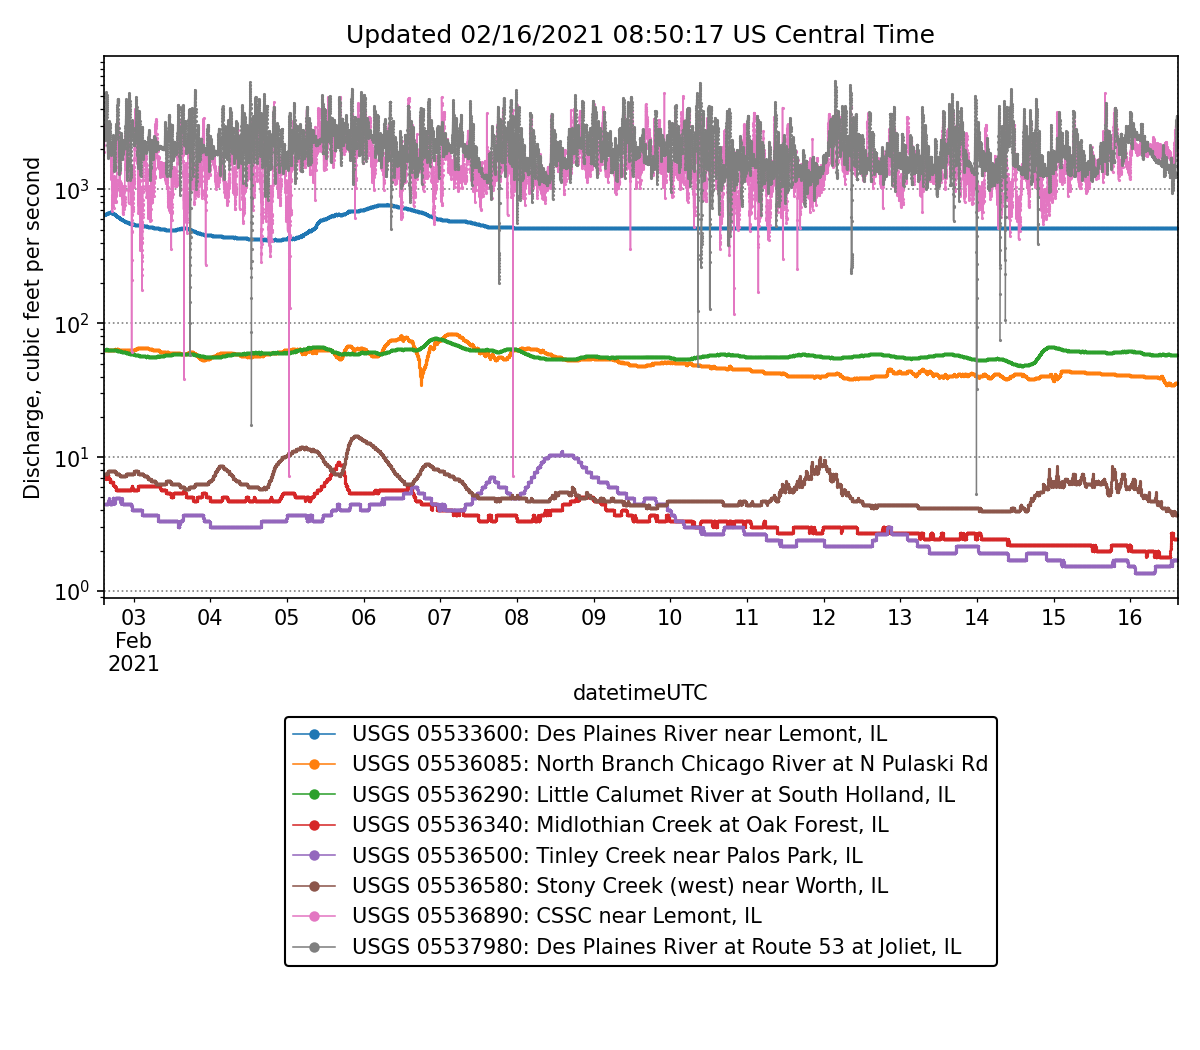 Updated 02/16/2021 08:50:17 US Central Time
Discharge, cubic feet per second
10³
10²
10¹
10⁰
03 04 05 06 07 08 09 10 11 12 13 14 15 16
Feb
2021
datetimeUTC
USGS 05533600: Des Plaines River near Lemont, IL
USGS 05536085: North Branch Chicago River at N Pulaski Rd
USGS 05536290: Little Calumet River at South Holland, IL
USGS 05536340: Midlothian Creek at Oak Forest, IL
USGS 05536500: Tinley Creek near Palos Park, IL
USGS 05536580: Stony Creek (west) near Worth, IL
USGS 05536890: CSSC near Lemont, IL
USGS 05537980: Des Plaines River at Route 53 at Joliet, IL